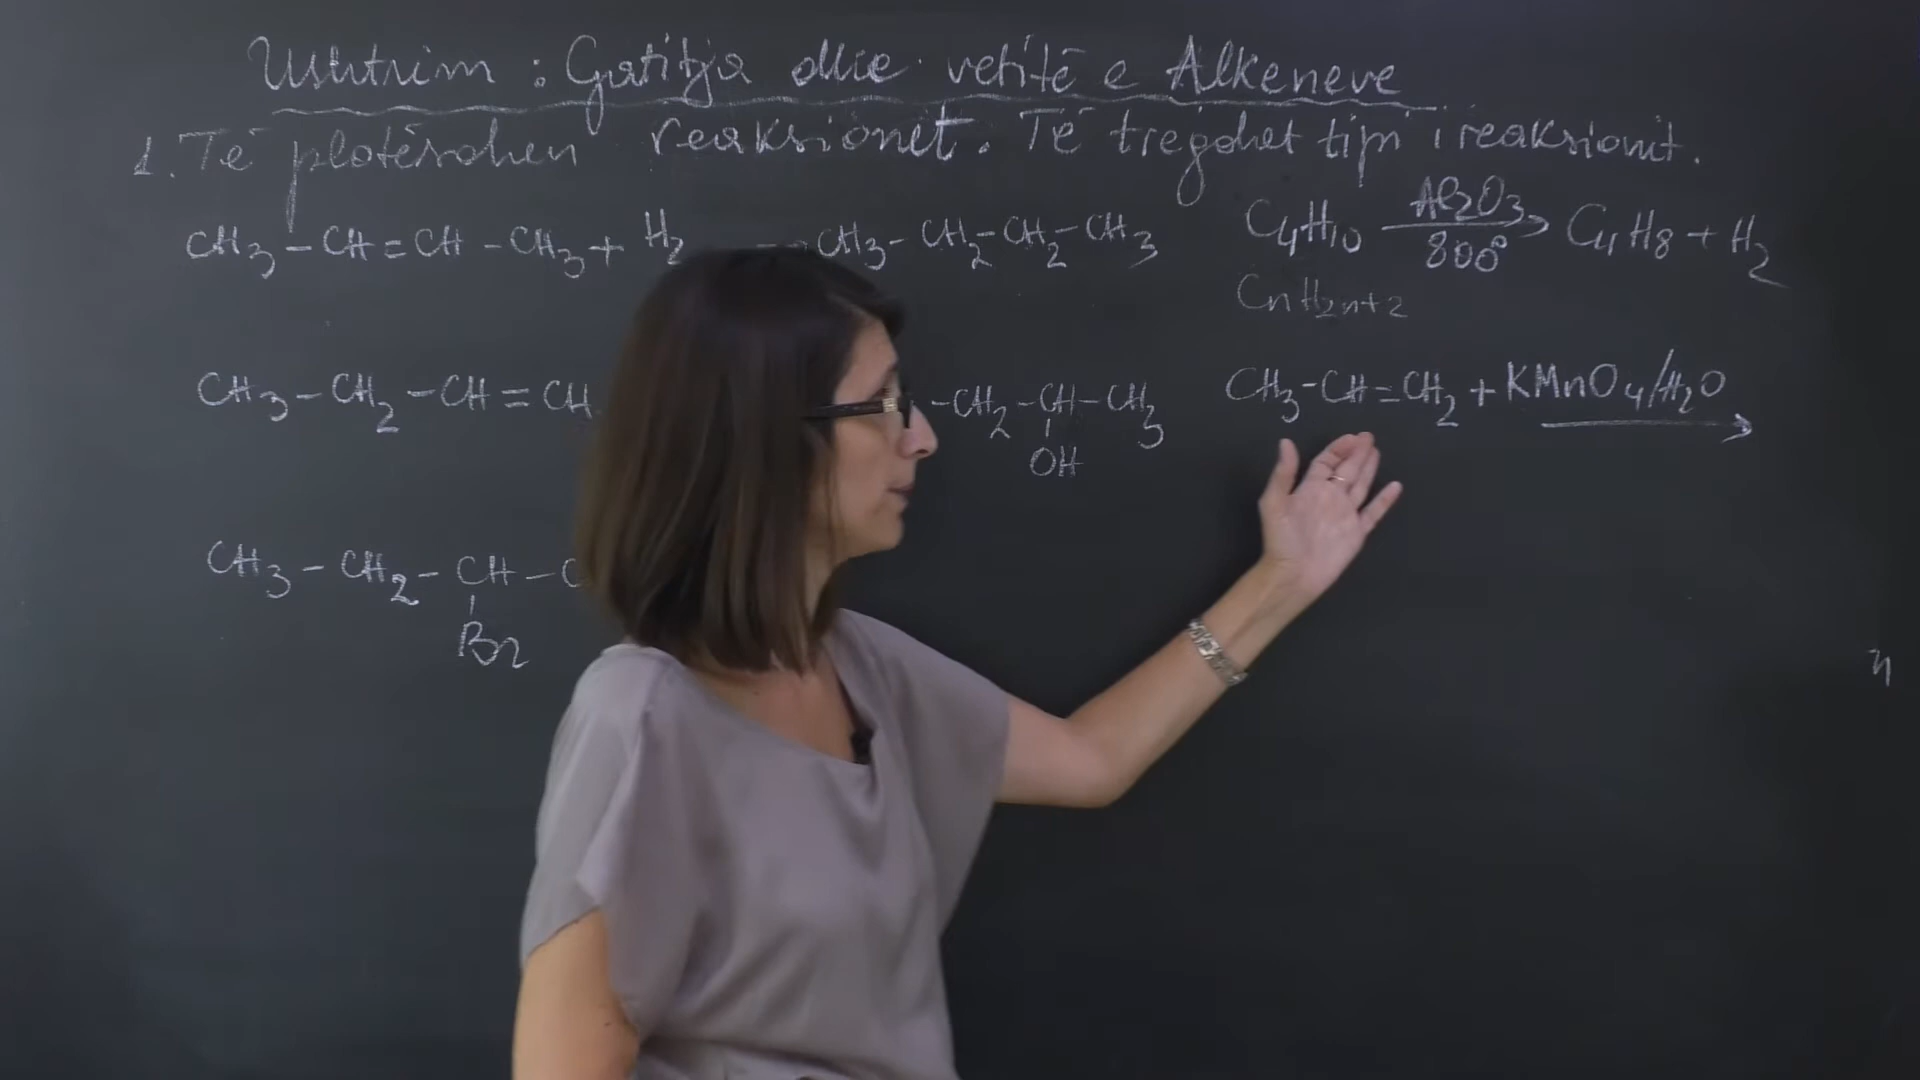 Ushtrim : Gatitja dhe vetitë e Alkeneve
1. Të plotësohen reaksionet. Të tregohet tipi i reaksionit.
CH3 – CH = CH – CH3 + H2 → CH3 – CH2 – CH2 – CH3
C4H10 Al2O3 800° → C4H8 + H2
CnH2n+2
CH3 – CH2 – CH = CH – CH2 – CH – CH3
OH
CH3 – CH = CH2 + KMnO4/H2O →
CH3 – CH2 – CH – C
Br